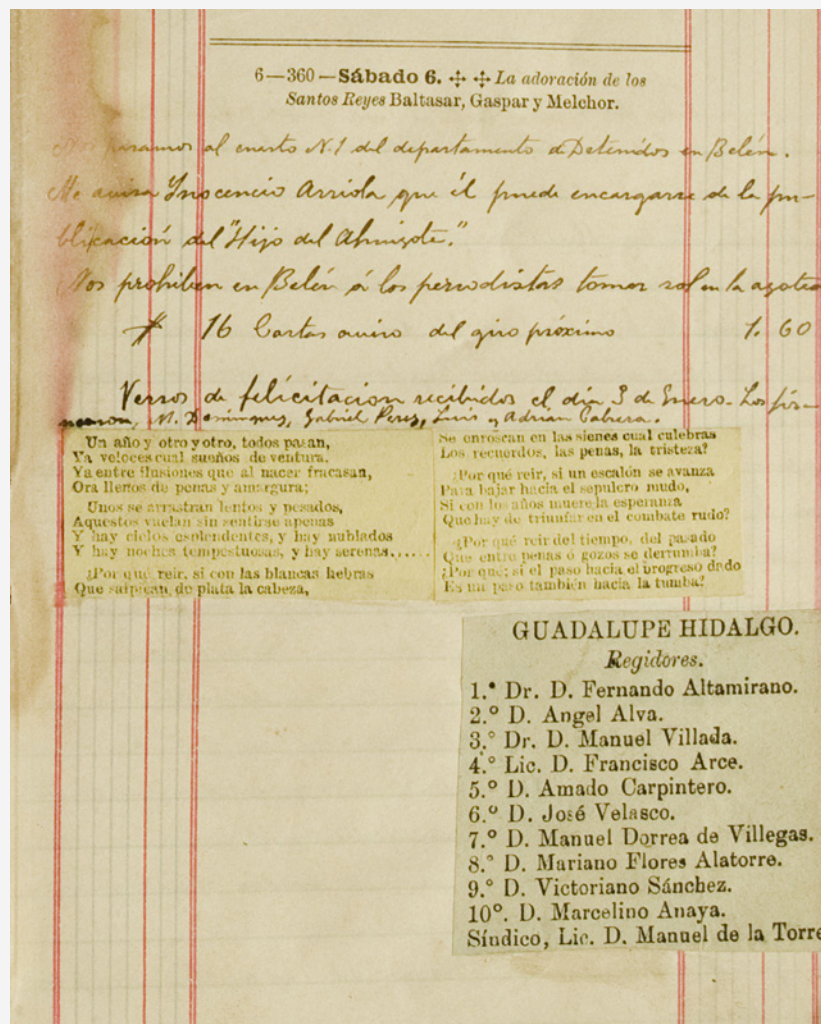 6—360—Sábado 6. ✢ ✢ La adoración de los
Santos Reyes Baltasar, Gaspar y Melchor.
Nos pasamos al cuarto N. 1 del departamento de Detenidos en Belén.
Me avisa Inocencio Arriola que él puede encargarse de la pu-
blicación del "Hijo del Ahuizote."
Nos prohiben en Belén á los periodistas tomar sol en la azotea
16 Cartas aviso del giro próximo 1. 60
Versos de felicitacion recibidos el dia 3 de Enero. Los fir-
maron, M. Dominguez, Gabriel Perez, Luis y Adrián Cabrera.
Un año y otro y otro, todos pasan,
Ya veloces cual sueños de ventura,
Ya entre ilusiones que al nacer fracasan,
Ora llenos de penas y amargura;
Unos se arrastran lentos y pesados,
Aquestos vuelan sin sentirse apenas
Y hay cielos esplendentes, y hay nublados
Y hay noches tempestuosas, y hay serenas......
¿Por qué reir, si con las blancas hebras
Que salpican de plata la cabeza,
Se enroscan en las sienes cual culebras
Los recuerdos, las penas, la tristeza?
¿Por qué reir, si un escalón se avanza
Para bajar hacia el sepulcro mudo,
Si con los años muere la esperanza
Que hay de triunfar en el combate rudo?
¿Por qué reir del tiempo, del pasado
Que entre penas ó gozos se derrumba?
¿Por qué; si el paso hacia el progreso dado
Es un paso también hacia la tumba?
GUADALUPE HIDALGO.
Regidores.
1.º Dr. D. Fernando Altamirano.
2.º D. Angel Alva.
3.º Dr. D. Manuel Villada.
4.º Lic. D. Francisco Arce.
5.º D. Amado Carpintero.
6.º D. José Velasco.
7.º D. Manuel Dorrea de Villegas.
8.º D. Mariano Flores Alatorre.
9.º D. Victoriano Sánchez.
10º. D. Marcelino Anaya.
Síndico, Lic. D. Manuel de la Torre